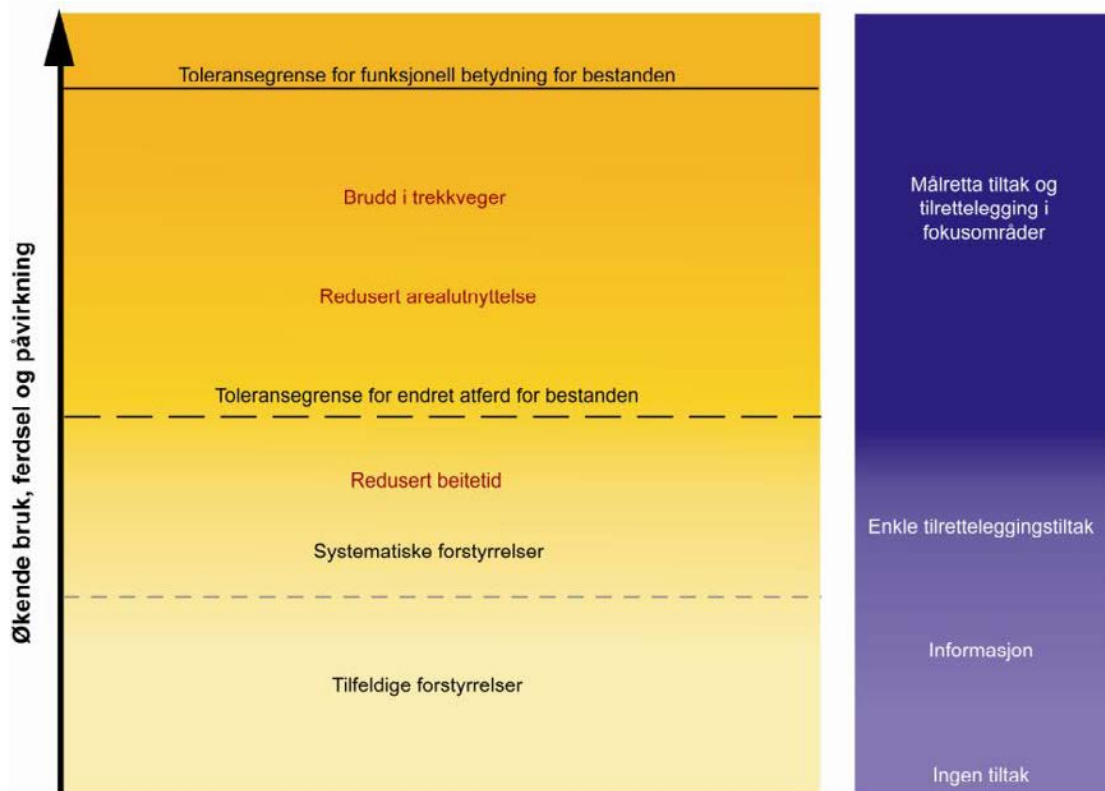 Økende bruk, ferdsel og påvirkning
Toleransegrense for funksjonell betydning for bestanden
Brudd i trekkveger
Redusert arealutnyttelse
Toleransegrense for endret atferd for bestanden
Redusert beitetid
Systematiske forstyrrelser
Tilfeldige forstyrrelser
Målretta tiltak og
tilrettelegging i
fokusområder
Enkle tilretteleggingstiltak
Informasjon
Ingen tiltak